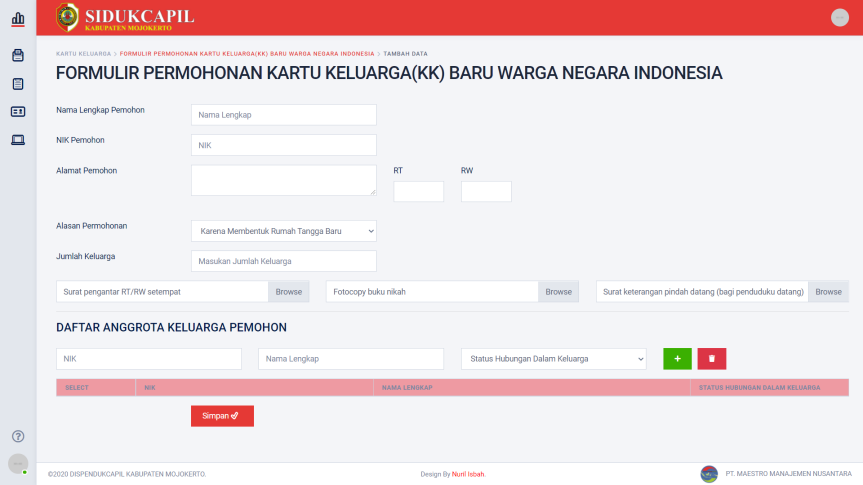 SIDUKCAPIL
KABUPATEN MOJOKERTO
KARTU KELUARGA > FORMULIR PERMOHONAN KARTU KELUARGA(KK) BARU WARGA NEGARA INDONESIA > TAMBAH DATA
FORMULIR PERMOHONAN KARTU KELUARGA(KK) BARU WARGA NEGARA INDONESIA
Nama Lengkap Pemohon
Nama Lengkap
NIK Pemohon
NIK
Alamat Pemohon
RT
RW
Alasan Permohonan
Karena Membentuk Rumah Tangga Baru
Jumlah Keluarga
Masukan Jumlah Keluarga
Surat pengantar RT/RW setempat Browse Fotocopy buku nikah Browse Surat keterangan pindah datang (bagi penduduku datang) Browse
DAFTAR ANGGROTA KELUARGA PEMOHON
NIK Nama Lengkap Status Hubungan Dalam Keluarga +
SELECT NIK NAMA LENGKAP STATUS HUBUNGAN DALAM KELUARGA
Simpan
?
©2020 DISPENDUKCAPIL KABUPATEN MOJOKERTO. Design By Nuril Isbah. PT. MAESTRO MANAJEMEN NUSANTARA